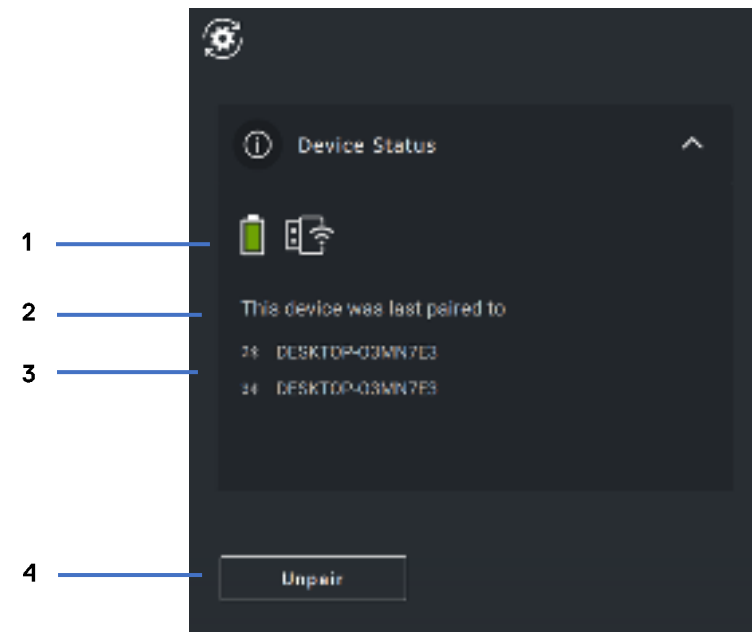 Device Status
1
2 This device was last paired to
DESKTOP-O3MN7E3
3
DESKTOP-O3MN7E3
4 Unpair